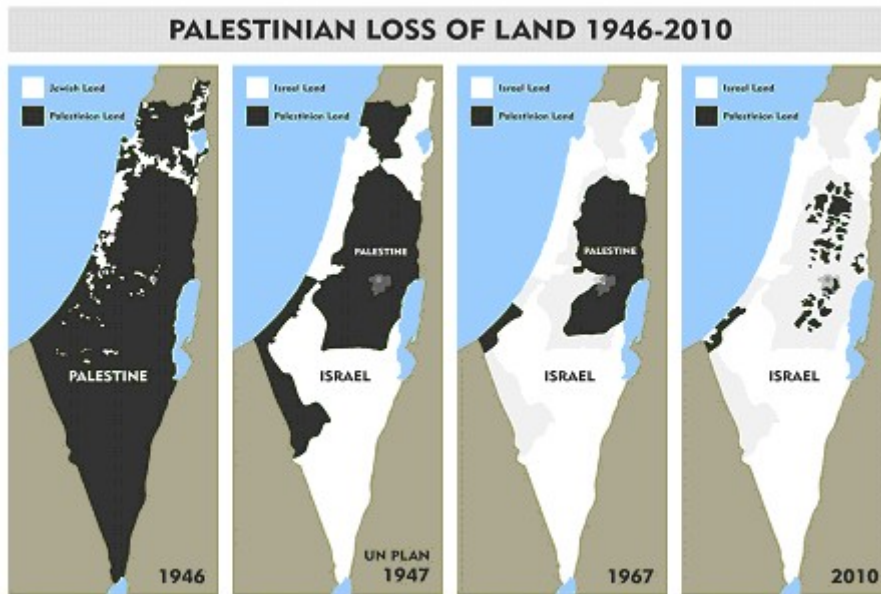 PALESTINIAN LOSS OF LAND 1946-2010
Jewish Land
Palestinian Land
PALESTINE
1946
Israel Land
Palestinian Land
PALESTINE
ISRAEL
UN PLAN
1947
Israel Land
Palestinian Land
PALESTINE
ISRAEL
1967
Israel Land
Palestinian Land
ISRAEL
2010